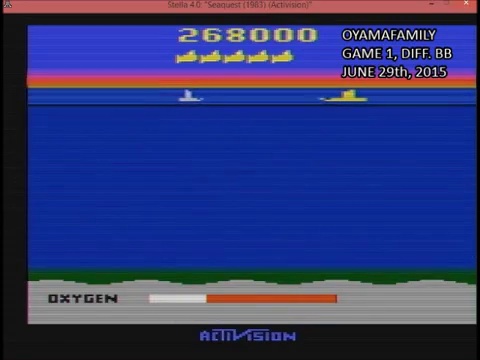 Stella 4.0: "Seaquest (1983) (Activision)"
268000
OYAMAFAMILY
GAME 1, DIFF. BB
JUNE 29th, 2015
OXYGEN
ACTIVISION